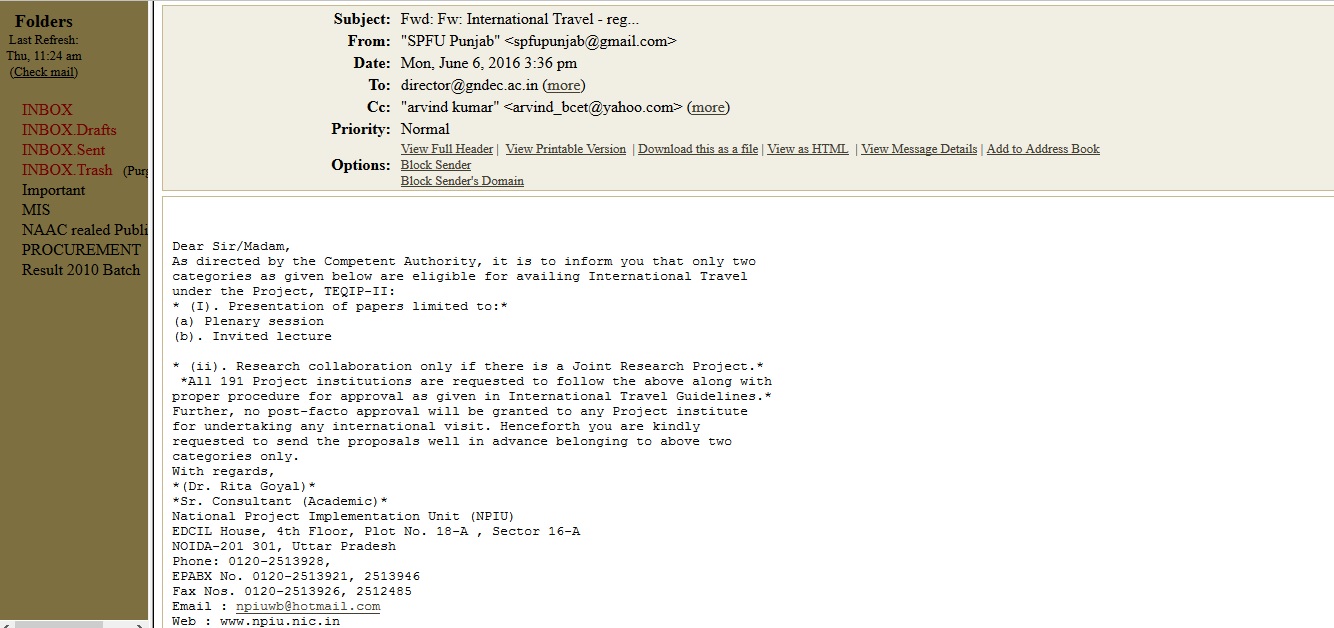 Folders
Last Refresh:
Thu, 11:24 am
(Check mail)
INBOX
INBOX.Drafts
INBOX.Sent
INBOX.Trash (Purg
Important
MIS
NAAC realed Publi
PROCUREMENT
Result 2010 Batch
Subject: Fwd: Fw: International Travel - reg...
From: "SPFU Punjab" <spfupunjab@gmail.com>
Date: Mon, June 6, 2016 3:36 pm
To: director@gndec.ac.in (more)
Cc: "arvind kumar" <arvind_bcet@yahoo.com> (more)
Priority: Normal
Options: View Full Header | View Printable Version | Download this as a file | View as HTML | View Message Details | Add to Address Book
Block Sender
Block Sender's Domain
Dear Sir/Madam,
As directed by the Competent Authority, it is to inform you that only two
categories as given below are eligible for availing International Travel
under the Project, TEQIP-II:
* (I). Presentation of papers limited to:*
(a) Plenary session
(b). Invited lecture
* (ii). Research collaboration only if there is a Joint Research Project.*
*All 191 Project institutions are requested to follow the above along with
proper procedure for approval as given in International Travel Guidelines.*
Further, no post-facto approval will be granted to any Project institute
for undertaking any international visit. Henceforth you are kindly
requested to send the proposals well in advance belonging to above two
categories only.
With regards,
*(Dr. Rita Goyal)*
*Sr. Consultant (Academic)*
National Project Implementation Unit (NPIU)
EDCIL House, 4th Floor, Plot No. 18-A , Sector 16-A
NOIDA-201 301, Uttar Pradesh
Phone: 0120-2513928,
EPABX No. 0120-2513921, 2513946
Fax Nos. 0120-2513926, 2512485
Email : npiuwb@hotmail.com
Web : www.npiu.nic.in